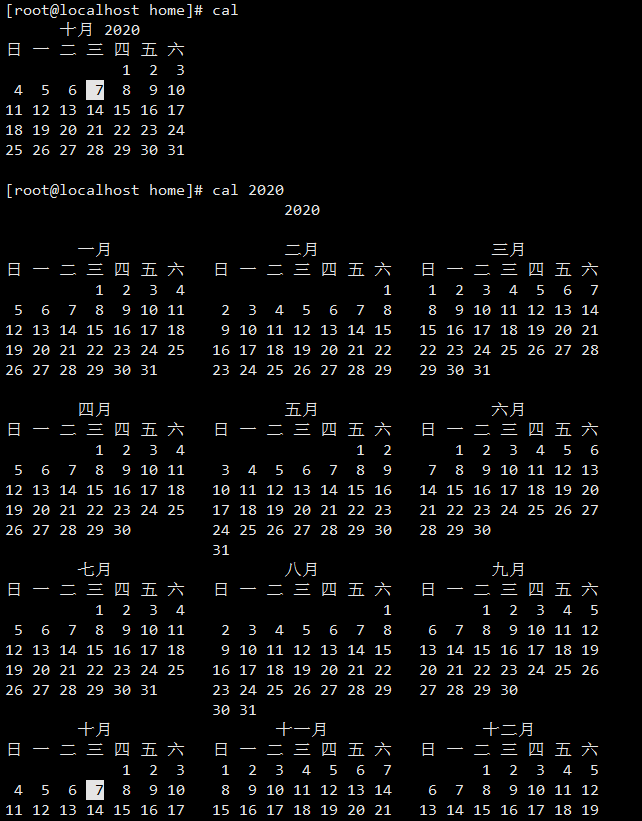 [root@localhost home]# cal
      十月 2020
日 一 二 三 四 五 六
             1  2  3
 4  5  6  7  8  9 10
11 12 13 14 15 16 17
18 19 20 21 22 23 24
25 26 27 28 29 30 31
[root@localhost home]# cal 2020
                               2020
        一月                   二月                   三月
日 一 二 三 四 五 六   日 一 二 三 四 五 六   日 一 二 三 四 五 六
          1  2  3  4                      1    1  2  3  4  5  6  7
 5  6  7  8  9 10 11    2  3  4  5  6  7  8    8  9 10 11 12 13 14
12 13 14 15 16 17 18    9 10 11 12 13 14 15   15 16 17 18 19 20 21
19 20 21 22 23 24 25   16 17 18 19 20 21 22   22 23 24 25 26 27 28
26 27 28 29 30 31      23 24 25 26 27 28 29   29 30 31
        四月                   五月                   六月
日 一 二 三 四 五 六   日 一 二 三 四 五 六   日 一 二 三 四 五 六
          1  2  3  4                   1  2       1  2  3  4  5  6
 5  6  7  8  9 10 11    3  4  5  6  7  8  9    7  8  9 10 11 12 13
12 13 14 15 16 17 18   10 11 12 13 14 15 16   14 15 16 17 18 19 20
19 20 21 22 23 24 25   17 18 19 20 21 22 23   21 22 23 24 25 26 27
26 27 28 29 30         24 25 26 27 28 29 30   28 29 30
                       31
        七月                   八月                   九月
日 一 二 三 四 五 六   日 一 二 三 四 五 六   日 一 二 三 四 五 六
          1  2  3  4                      1          1  2  3  4  5
 5  6  7  8  9 10 11    2  3  4  5  6  7  8    6  7  8  9 10 11 12
12 13 14 15 16 17 18    9 10 11 12 13 14 15   13 14 15 16 17 18 19
19 20 21 22 23 24 25   16 17 18 19 20 21 22   20 21 22 23 24 25 26
26 27 28 29 30 31      23 24 25 26 27 28 29   27 28 29 30
                       30 31
        十月                  十一月                 十二月
日 一 二 三 四 五 六   日 一 二 三 四 五 六   日 一 二 三 四 五 六
             1  2  3    1  2  3  4  5  6  7          1  2  3  4  5
 4  5  6  7  8  9 10    8  9 10 11 12 13 14    6  7  8  9 10 11 12
11 12 13 14 15 16 17   15 16 17 18 19 20 21   13 14 15 16 17 18 19